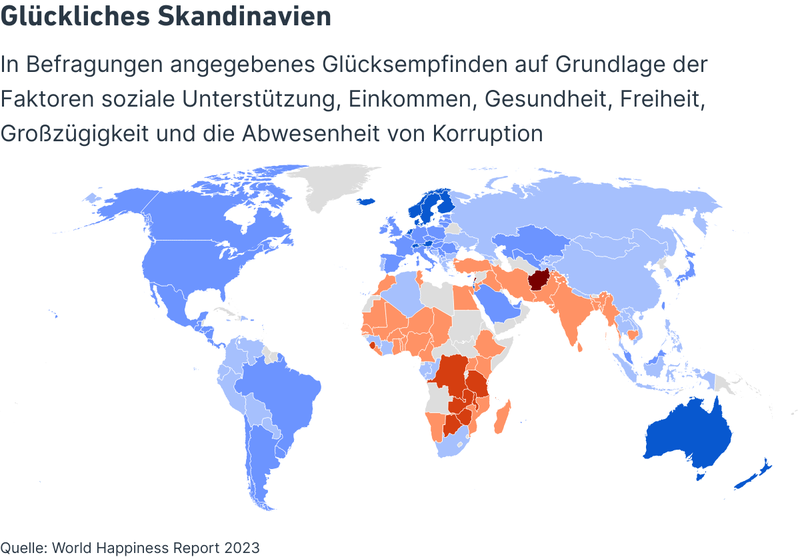 Glückliches Skandinavien
In Befragungen angegebenes Glücksempfinden auf Grundlage der
Faktoren soziale Unterstützung, Einkommen, Gesundheit, Freiheit,
Großzügigkeit und die Abwesenheit von Korruption
Quelle: World Happiness Report 2023